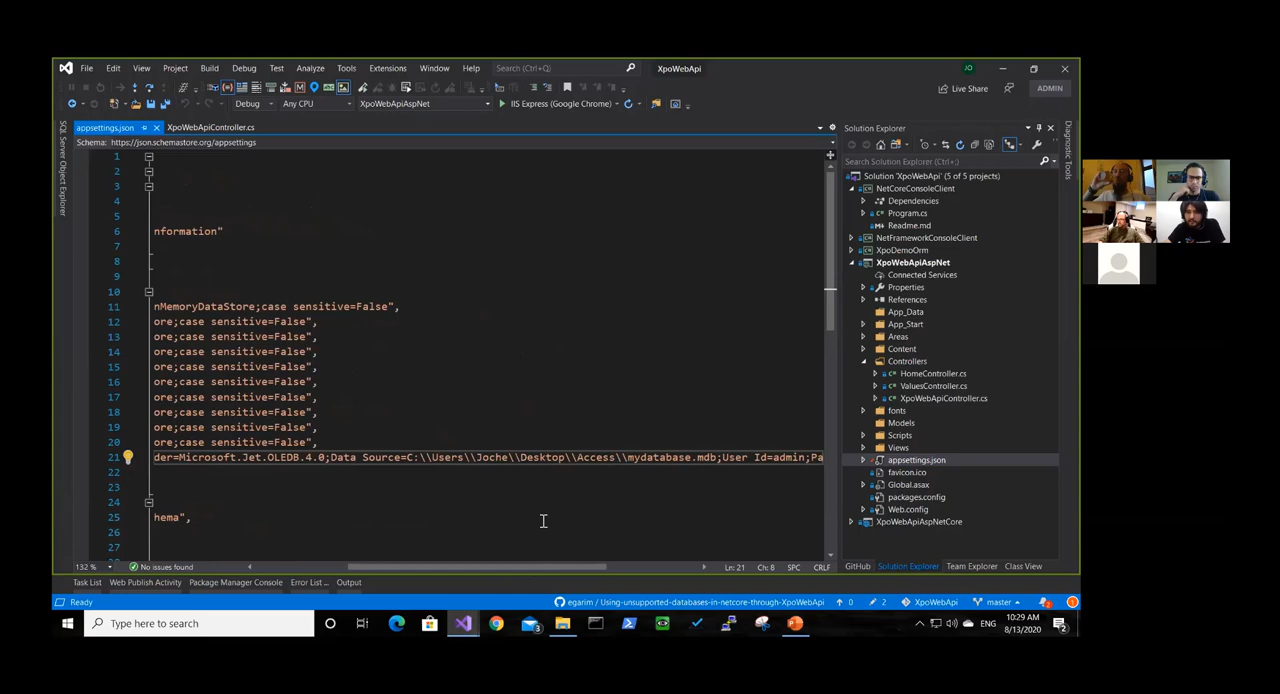 File Edit View Project Build Debug Test Analyze Tools Extensions Window Help Search (Ctrl+Q) XpoWebApi JO
Debug Any CPU XpoWebApiAspNet IIS Express (Google Chrome) Live Share ADMIN
appsettings.json XpoWebApiController.cs
Schema: https://json.schemastore.org/appsettings
SQL Server Object Explorer
1
2
3
4
5
6 nformation"
7
8
9
10
11 nMemoryDataStore;case sensitive=False",
12 ore;case sensitive=False",
13 ore;case sensitive=False",
14 ore;case sensitive=False",
15 ore;case sensitive=False",
16 ore;case sensitive=False",
17 ore;case sensitive=False",
18 ore;case sensitive=False",
19 ore;case sensitive=False",
20 ore;case sensitive=False",
21 der=Microsoft.Jet.OLEDB.4.0;Data Source=C:\\Users\\Joche\\Desktop\\Access\\mydatabase.mdb;User Id=admin;Pa
22
23
24
25 hema",
26
27
132 % No issues found Ln: 21 Ch: 8 SPC CRLF
Solution Explorer
Search Solution Explorer (Ctrl+;)
Solution 'XpoWebApi' (5 of 5 projects)
NetCoreConsoleClient
Dependencies
Program.cs
Readme.md
NetFrameworkConsoleClient
XpoDemoOrm
XpoWebApiAspNet
Connected Services
Properties
References
App_Data
App_Start
Areas
Content
Controllers
HomeController.cs
ValuesController.cs
XpoWebApiController.cs
fonts
Models
Scripts
Views
appsettings.json
favicon.ico
Global.asax
packages.config
Web.config
XpoWebApiAspNetCore
GitHub Solution Explorer Team Explorer Class View
Diagnostic Tools
Task List Web Publish Activity Package Manager Console Error List ... Output
Ready egarim / Using-unsupported-databases-in-netcore-through-XpoWebApi 0 2 XpoWebApi master 2 1
Type here to search 3 ENG 10:29 AM
8/13/2020 2